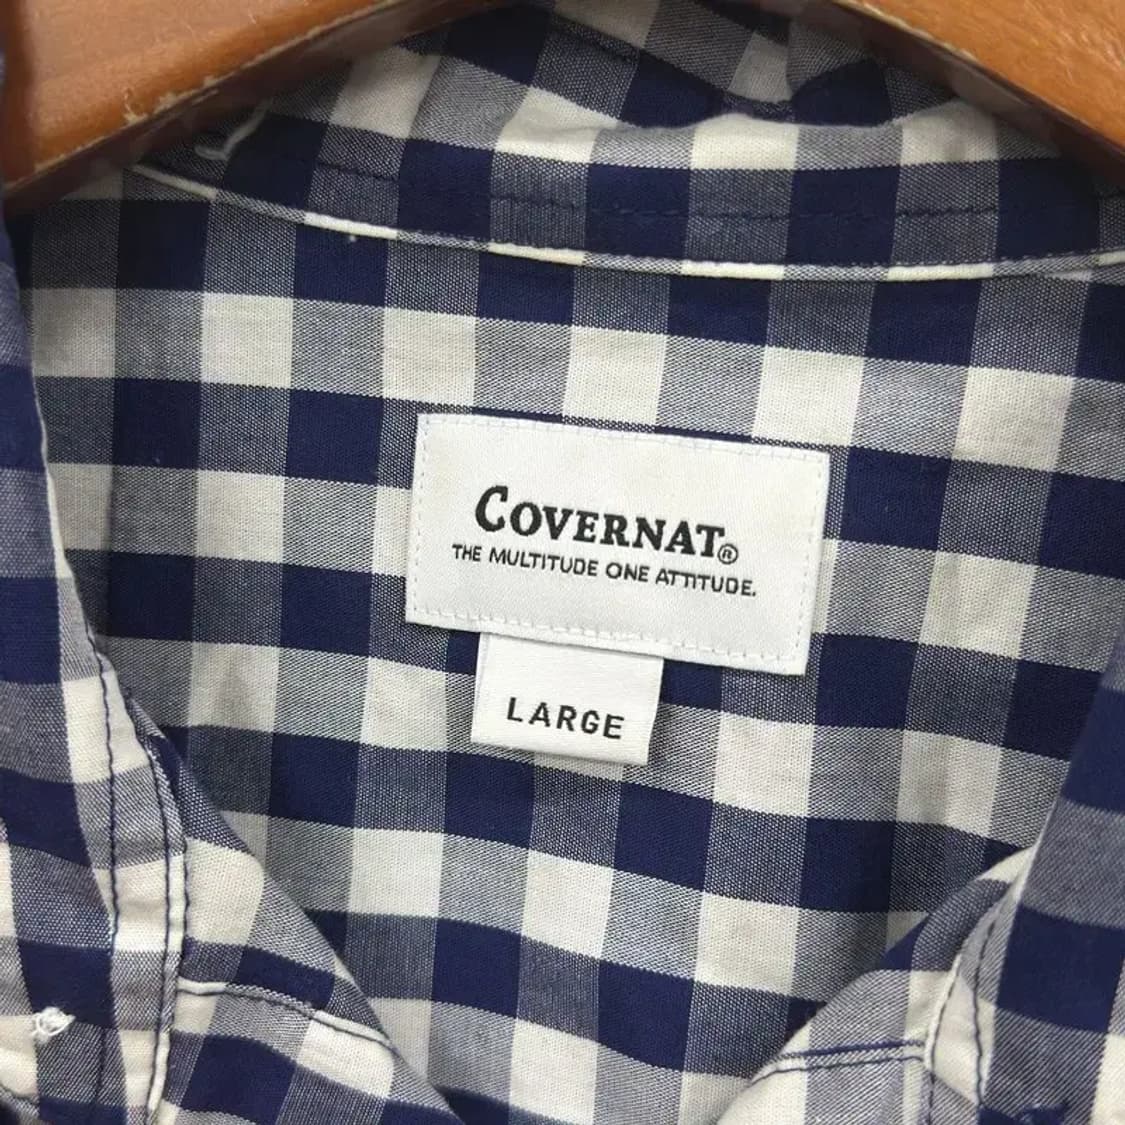 COVERNAT®
THE MULTITUDE ONE ATTITUDE.
LARGE